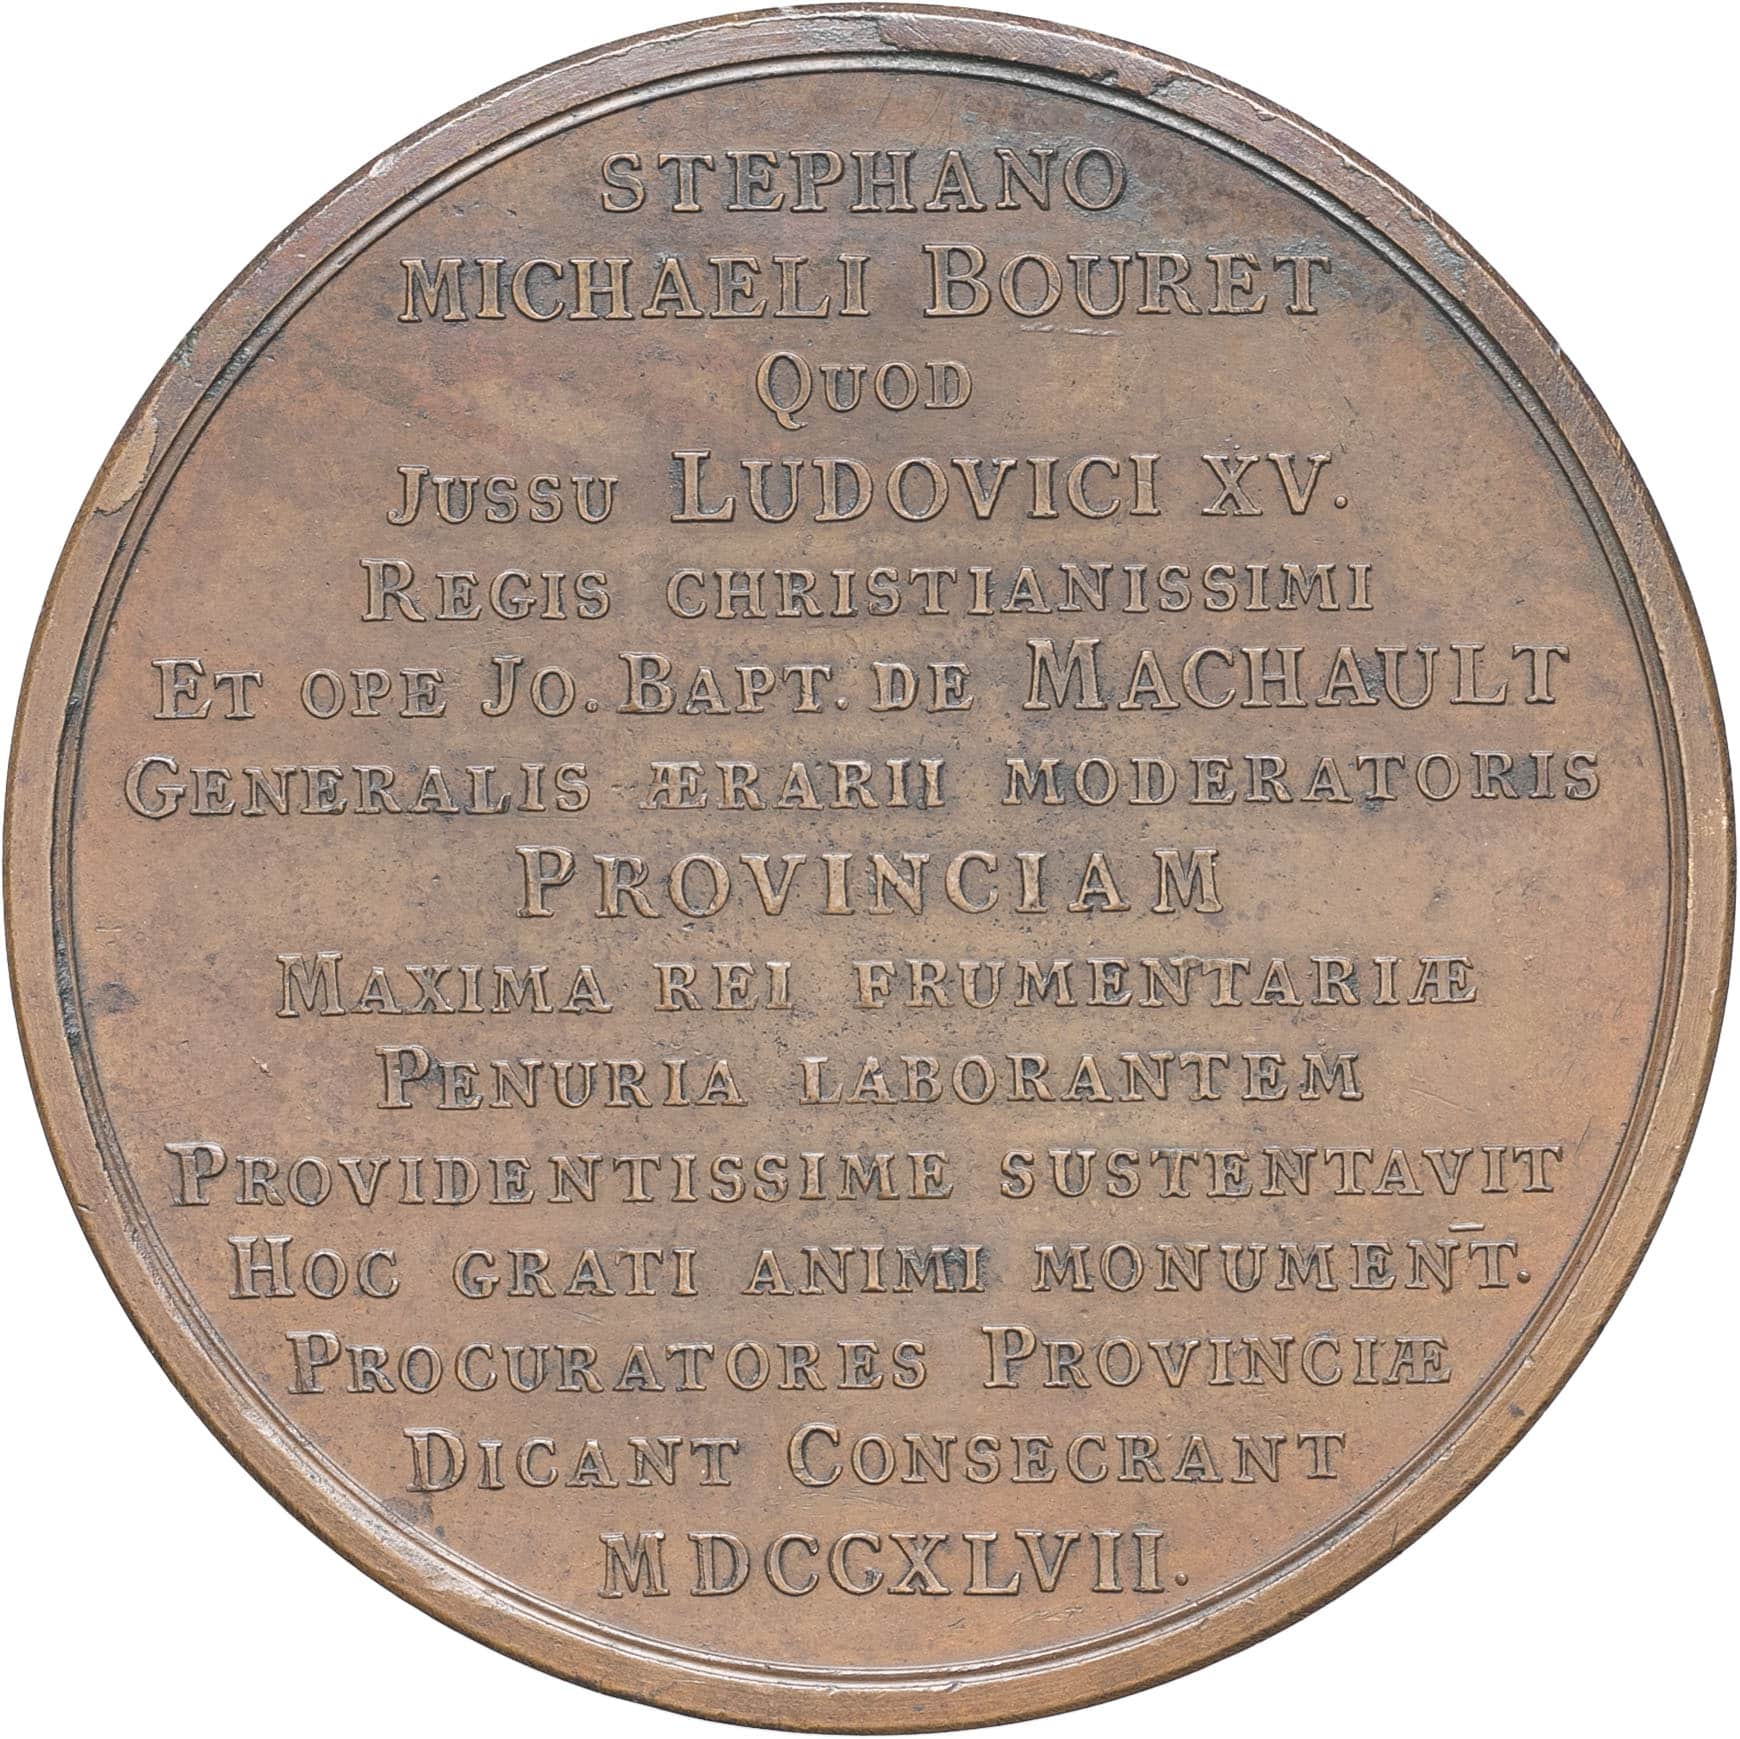 STEPHANO
MICHAELI BOURET
QUOD
JUSSU LUDOVICI XV.
REGIS CHRISTIANISSIMI
ET OPE JO. BAPT. DE MACHAULT
GENERALIS ÆRARII MODERATORIS
PROVINCIAM
MAXIMA REI FRUMENTARIÆ
PENURIA LABORANTEM
PROVIDENTISSIME SUSTENTAVIT
HOC GRATI ANIMI MONUMEN̄T.
PROCURATORES PROVINCIÆ
DICANT CONSECRANT
MDCCXLVII.